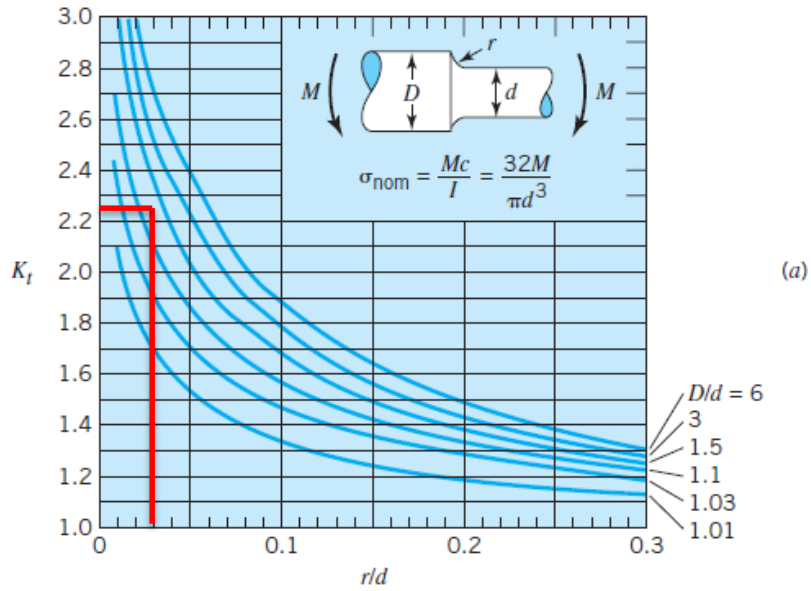 3.0
2.8
2.6
2.4
2.2
2.0
1.8
1.6
1.4
1.2
1.0
K_t
0 0.1 0.2 0.3
r/d
M D r d M
σ_nom = Mc/I = 32M/πd³
(a)
D/d = 6
3
1.5
1.1
1.03
1.01